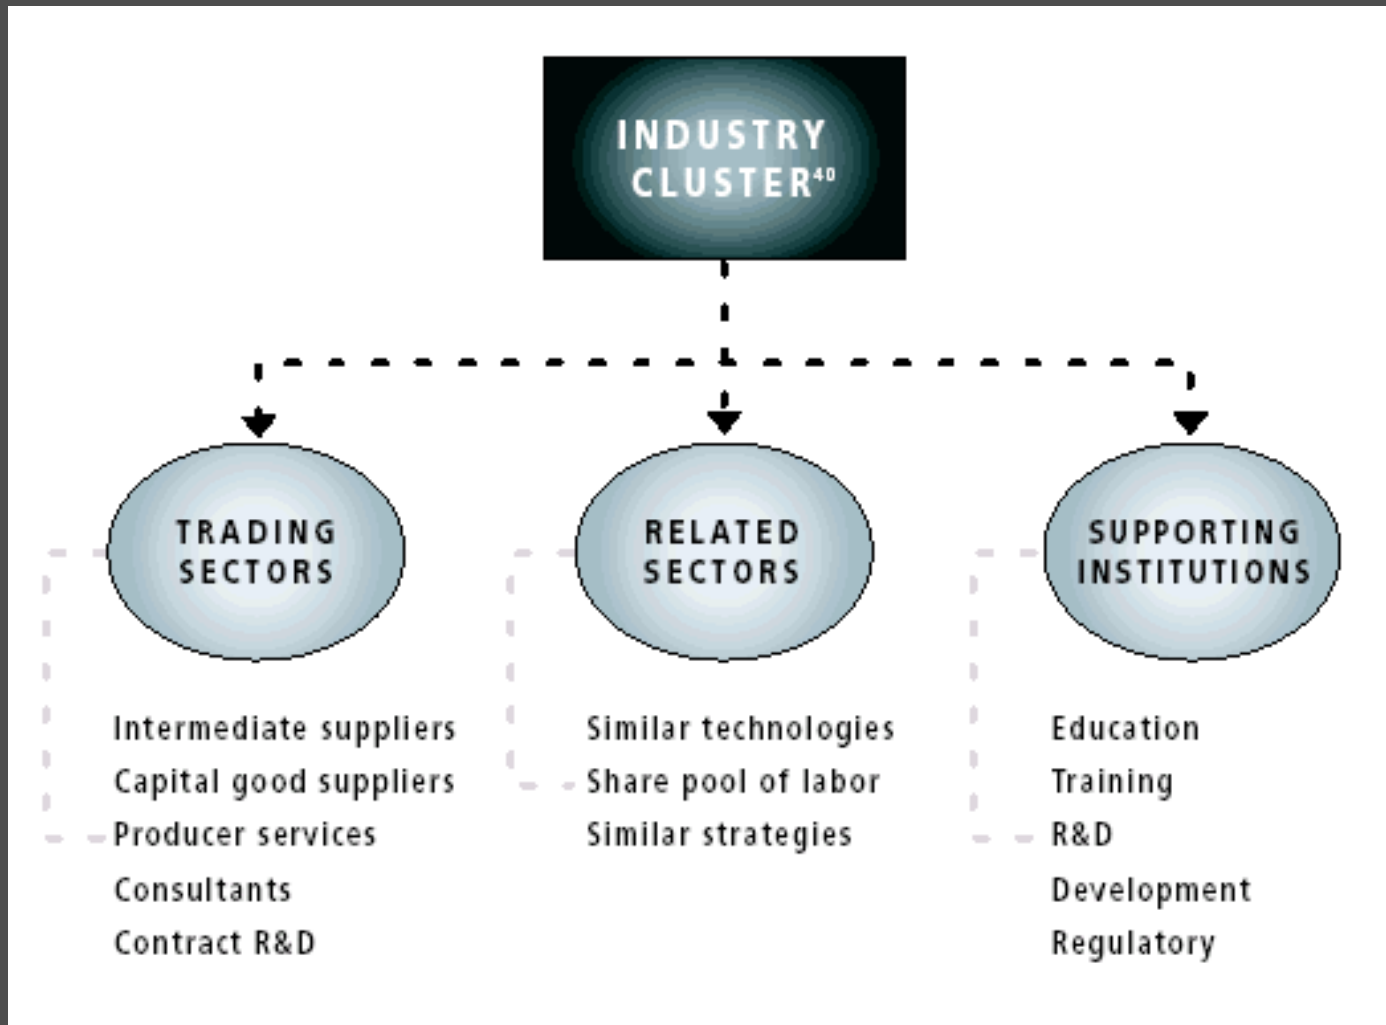 INDUSTRY
CLUSTER⁴⁰
TRADING
SECTORS
RELATED
SECTORS
SUPPORTING
INSTITUTIONS
Intermediate suppliers
Capital good suppliers
Producer services
Consultants
Contract R&D
Similar technologies
Share pool of labor
Similar strategies
Education
Training
R&D
Development
Regulatory